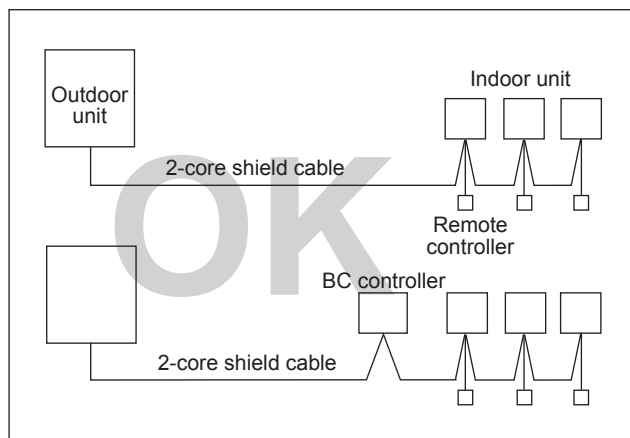 Outdoor
unit
Indoor unit
2-core shield cable
OK
Remote
controller
BC controller
2-core shield cable